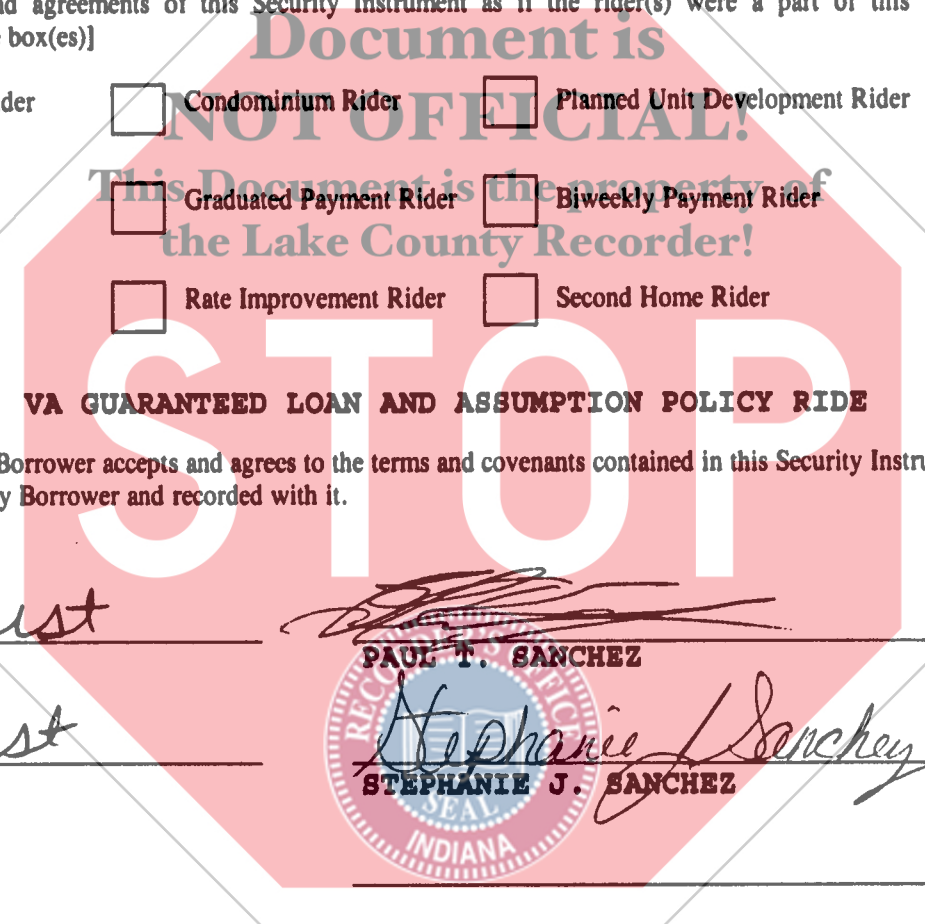 nd agreements of this Security Instrument as if the rider(s) were a part of this
box(es)]
Document is
NOT OFFICIAL!
This Document is the property of
the Lake County Recorder!
der Condominium Rider Planned Unit Development Rider
Graduated Payment Rider Biweekly Payment Rider
Rate Improvement Rider Second Home Rider
STOP
VA GUARANTEED LOAN AND ASSUMPTION POLICY RIDE
Borrower accepts and agrees to the terms and covenants contained in this Security Instru
y Borrower and recorded with it.
PAUL T. SANCHEZ
Stephanie J Sanchez
STEPHANIE J. SANCHEZ
RECORDER'S OFFICE
SEAL
INDIANA